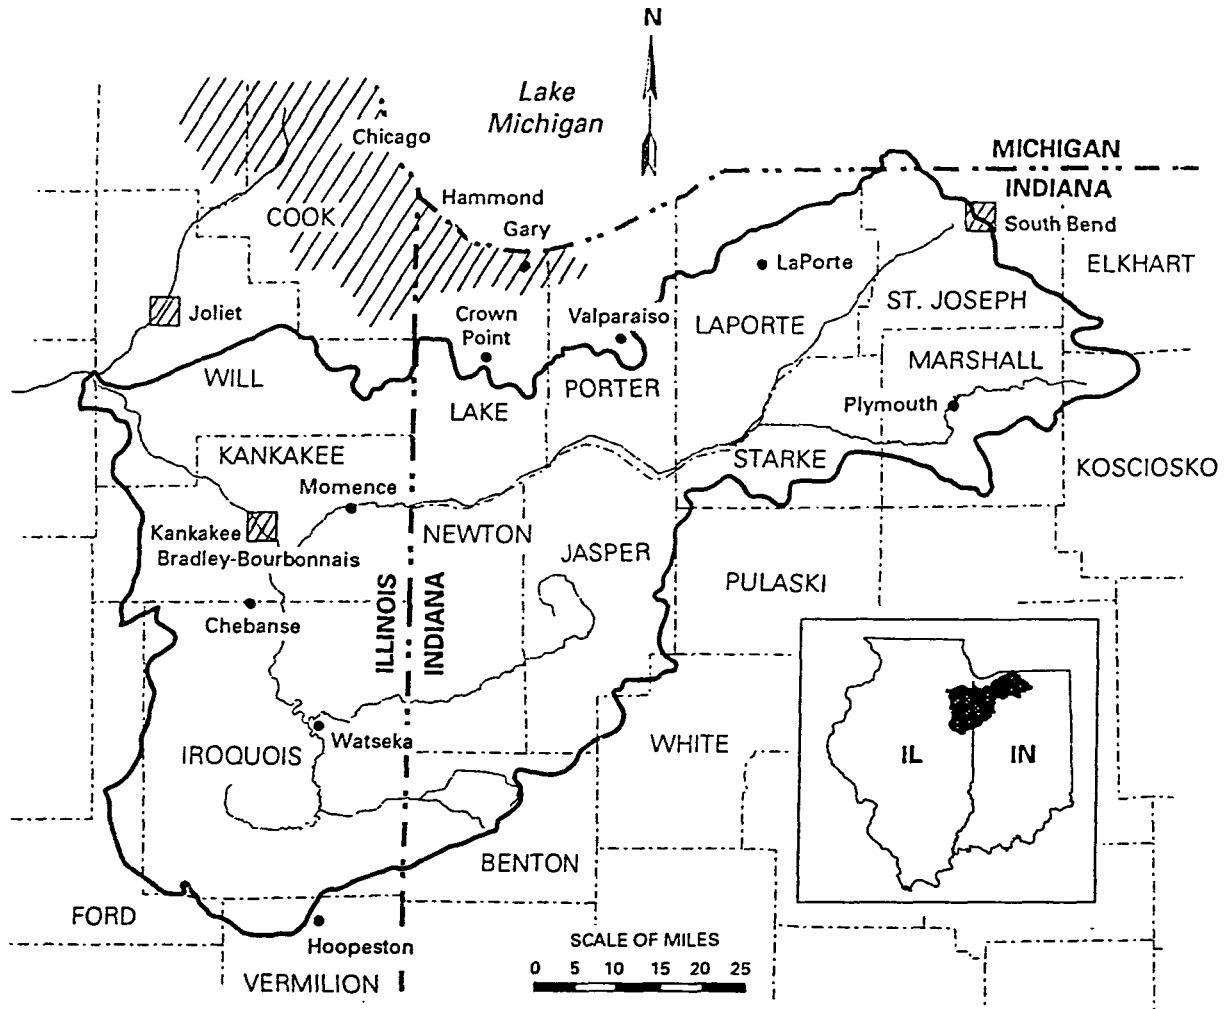 N
Lake
Michigan
Chicago
MICHIGAN
INDIANA
Hammond
COOK
Gary
South Bend
LaPorte
ELKHART
Joliet
Crown
Point
Valparaiso
LAPORTE
ST. JOSEPH
WILL
PORTER
MARSHALL
LAKE
Plymouth
KANKAKEE
STARKE
KOSCIOSKO
Momence
Kankakee
Bradley-Bourbonnais
NEWTON
JASPER
PULASKI
Chebanse
ILLINOIS
INDIANA
IROQUOIS
Watseka
WHITE
IL
IN
BENTON
FORD
Hoopeston
VERMILION
SCALE OF MILES
0 5 10 15 20 25